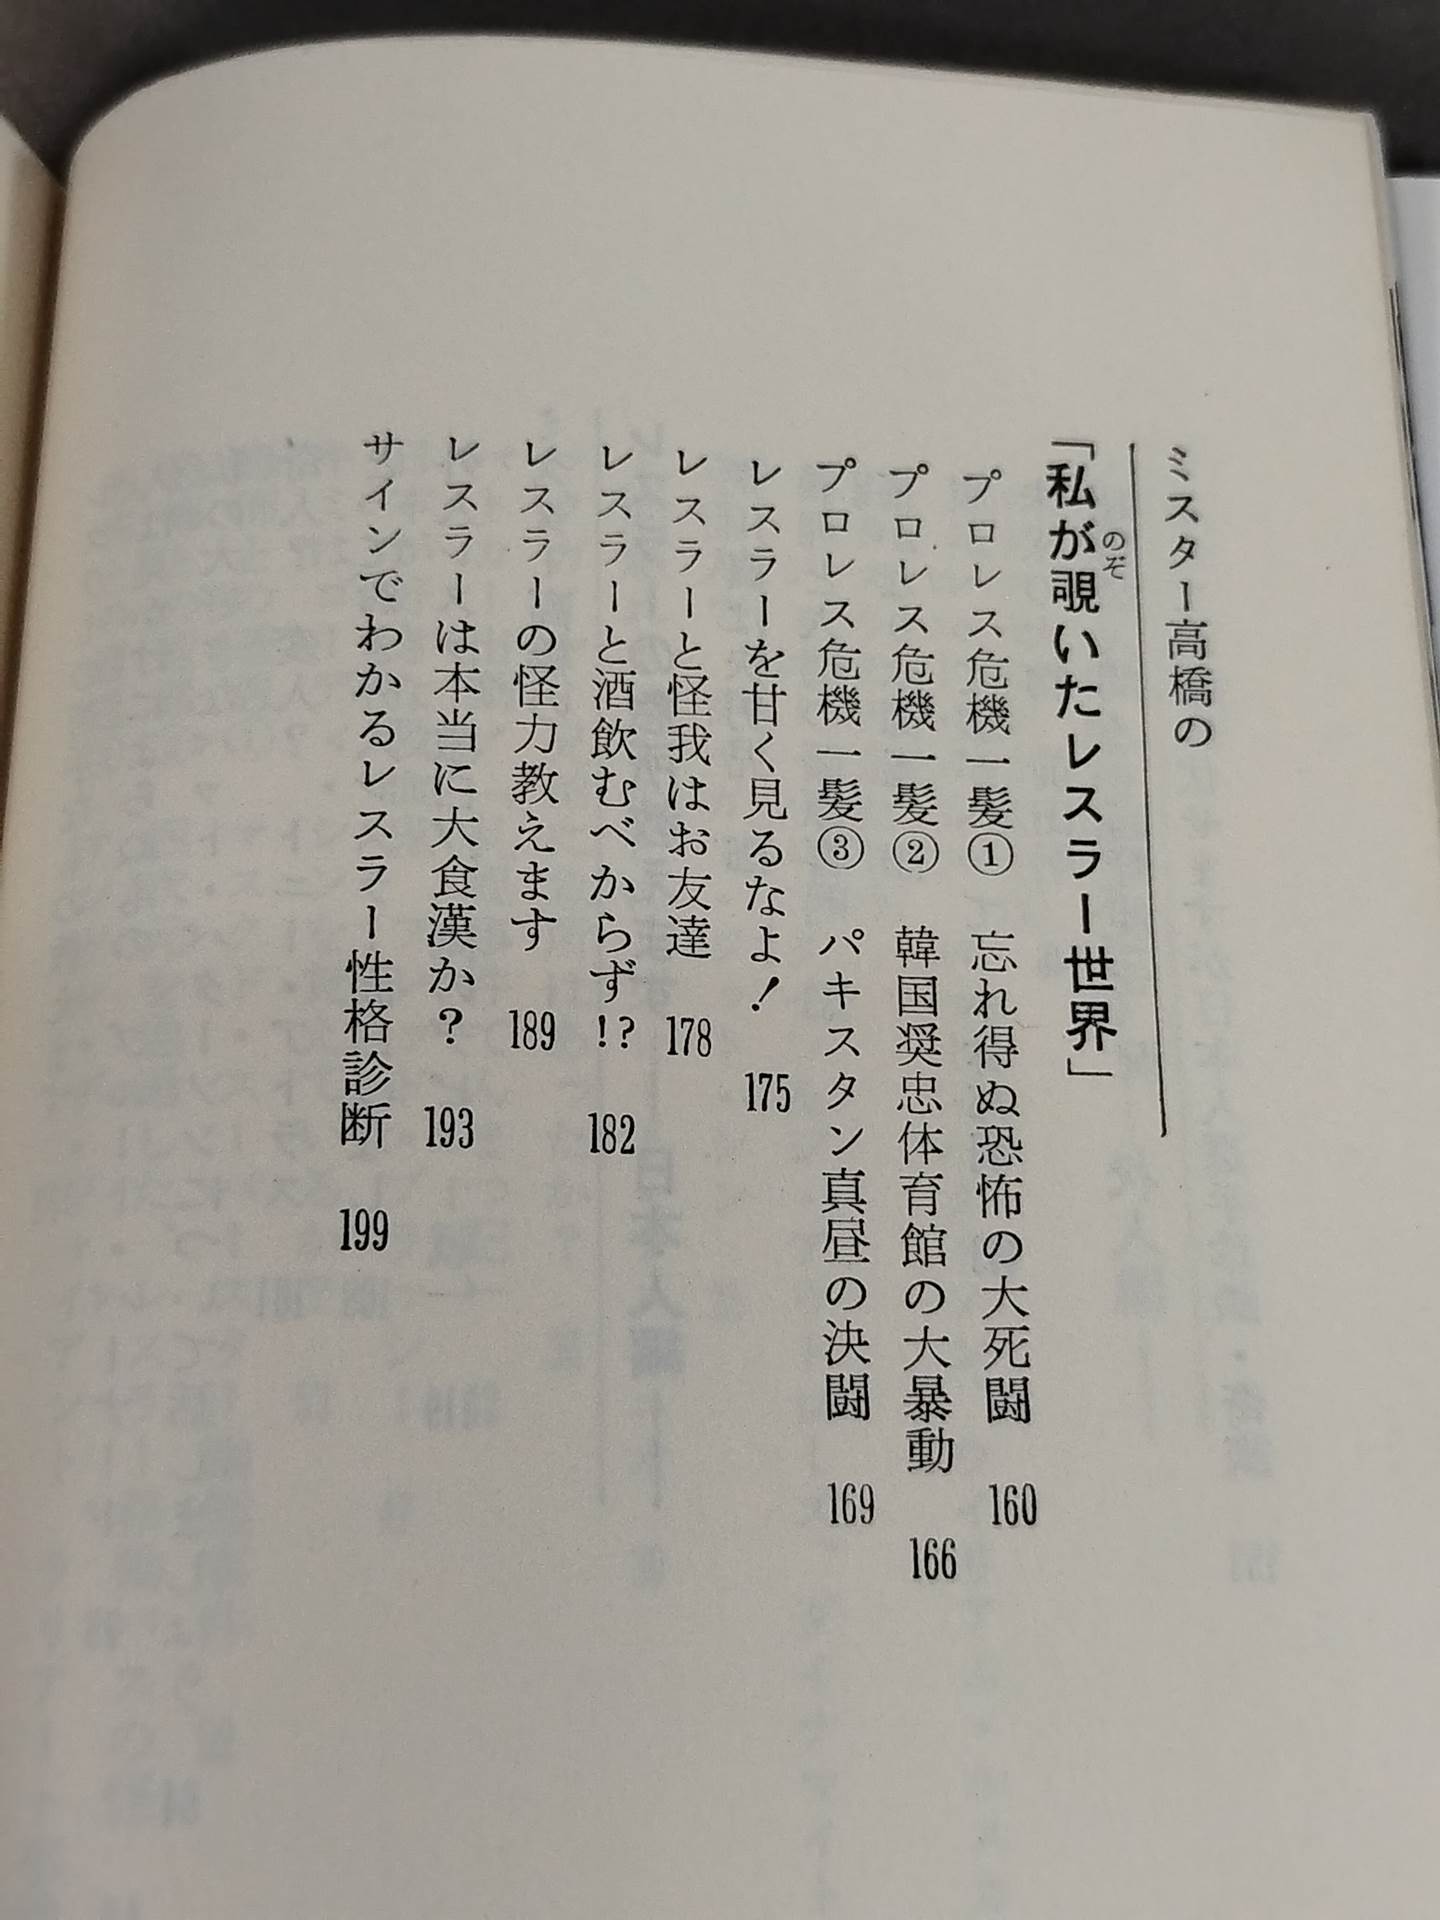 ミスター高橋の
「私が覗いたレスラー世界」
のぞ
プロレス危機一髪① 忘れ得ぬ恐怖の大死闘 160
プロレス危機一髪② 韓国奨忠体育館の大暴動 166
プロレス危機一髪③ パキスタン真昼の決闘 169
レスラーを甘く見るなよ! 175
レスラーと怪我はお友達 178
レスラーと酒飲むべからず!? 182
レスラーの怪力教えます 189
レスラーは本当に大食漢か? 193
サインでわかるレスラー性格診断 199